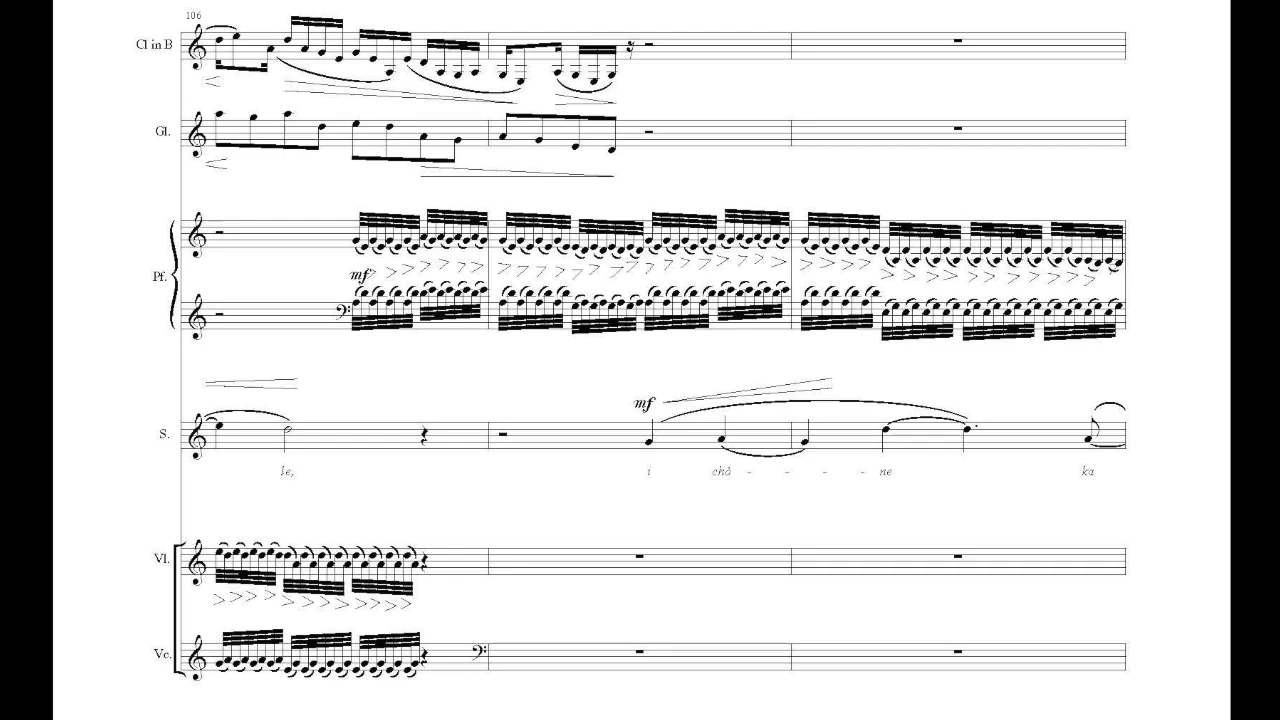 106
Cl in B
Gl.
Pf.
mf
mf
S.
le, i chò - - - - ne ka
Vl.
Vc.